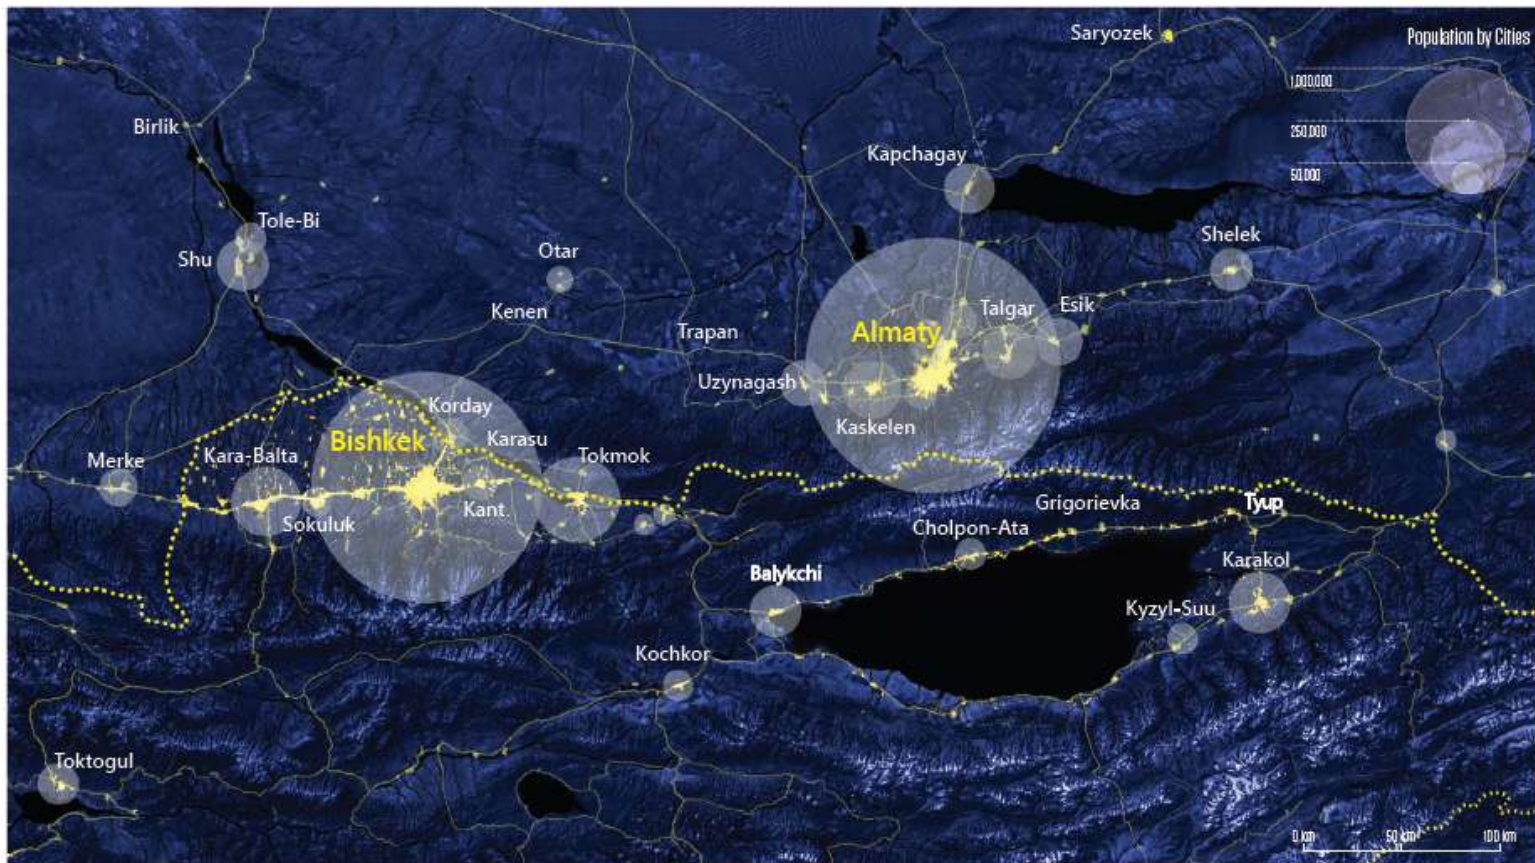 Saryozek
Population by Cities
1,000,000
250,000
50,000
Birlik
Kapchagay
Tole-Bi
Shu
Otar
Shelek
Kenen
Trapan
Almaty
Talgar
Esik
Uzynagash
Kaskelen
Korday
Bishkek
Karasu
Merke
Kara-Balta
Tokmok
Sokuluk
Kant.
Grigorievka
Tyup
Cholpon-Ata
Balykchi
Karakol
Kyzyl-Suu
Kochkor
Toktogul
0 km 50 km 100 km